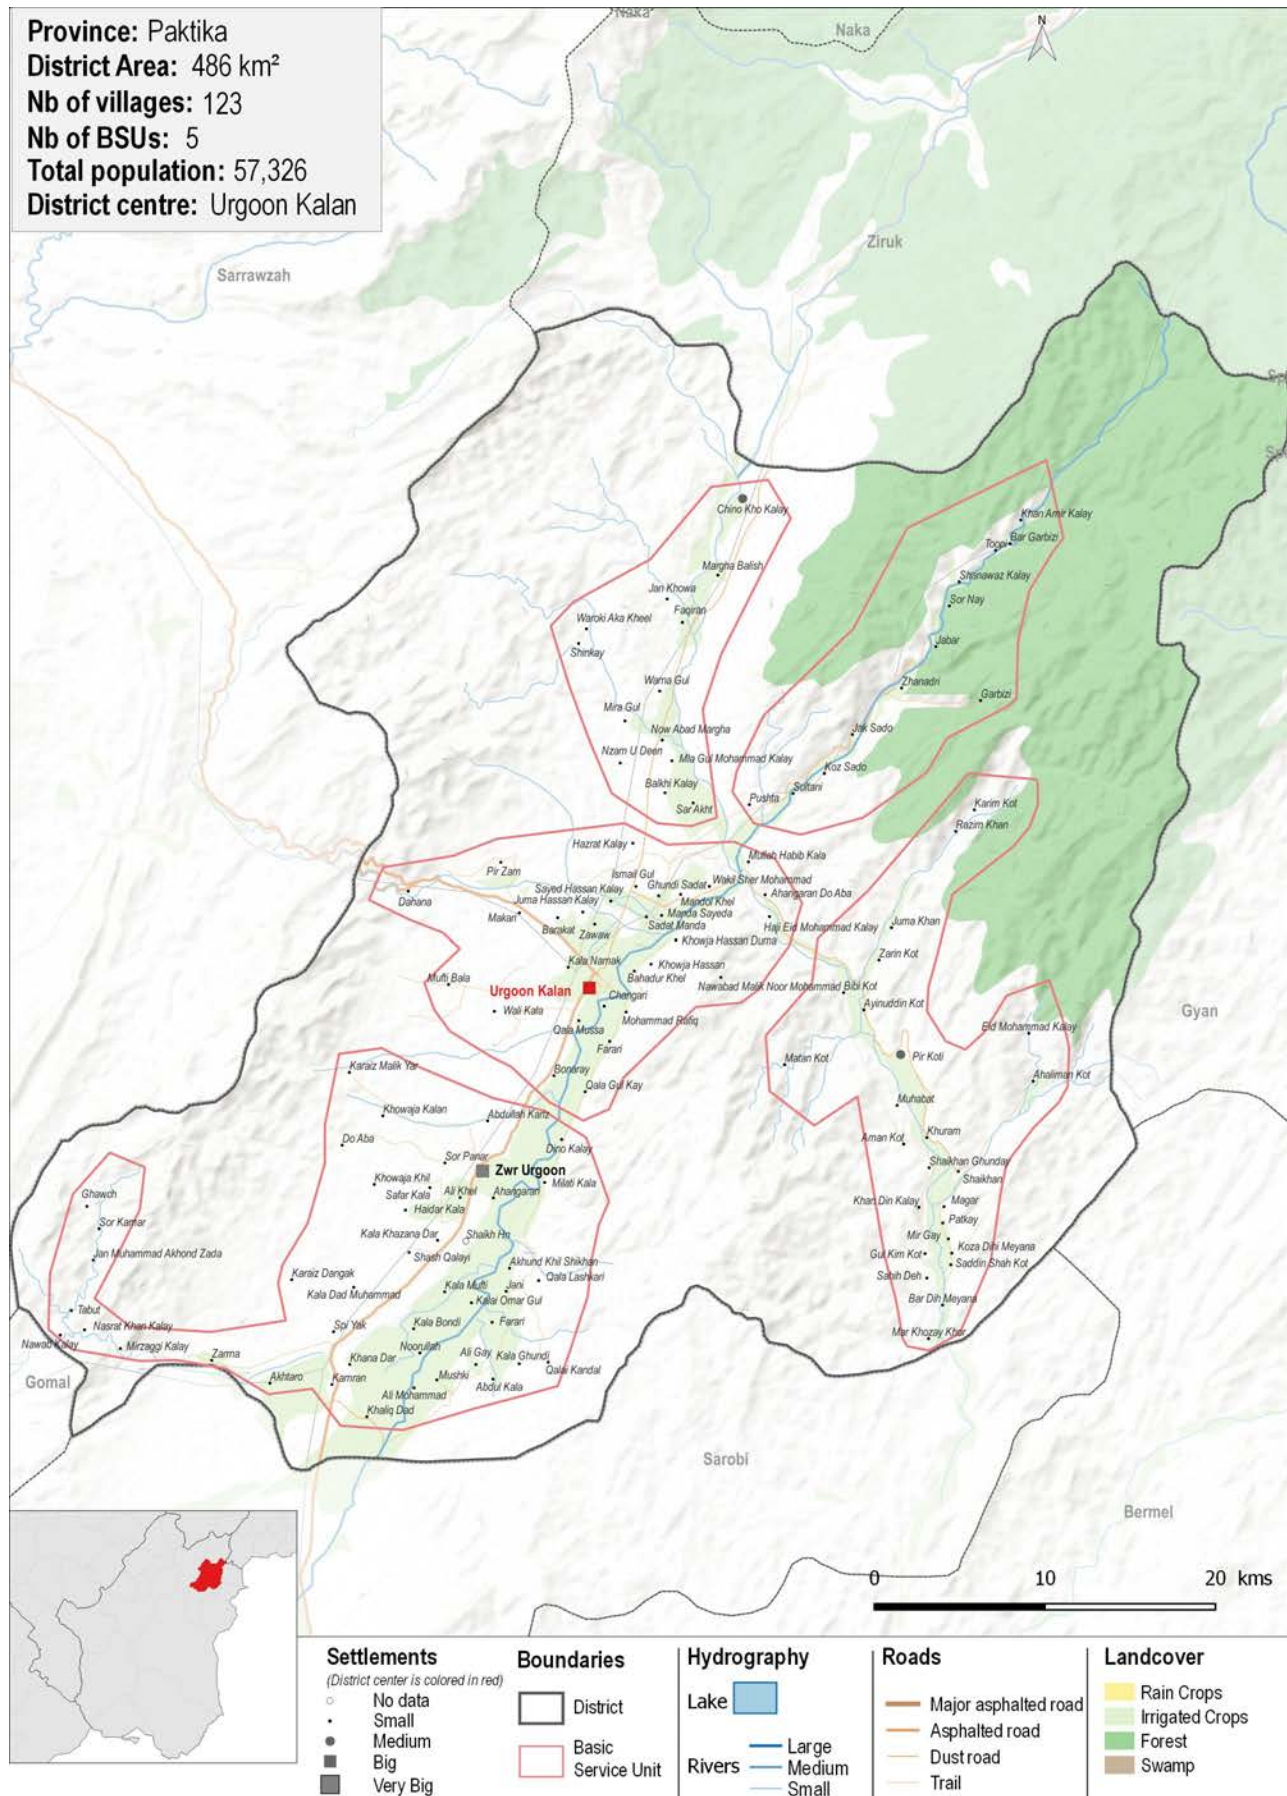 Province: Paktika
District Area: 486 km²
Nb of villages: 123
Nb of BSUs: 5
Total population: 57,326
District centre: Urgoon Kalan
Naka
Naka
N
Ziruk
Sarrawzah
Chino Kho Kalay
Khan Amir Kalay
Bar Garbizi
Toopi
Margha Balish
Shanawaz Kalay
Jan Khowa
Sor Nay
Faqiran
Waroki Aka Kheel
Jabar
Shinkay
Zhanadri
Wama Gul
Garbizi
Mira Gul
Now Abad Margha
Jak Sado
Nzam U Deen
Mla Gul Mohammad Kalay
Koz Sado
Balkhi Kalay
Sultani
Pushta
Sar Akht
Karim Kot
Razim Khan
Hazrat Kalay
Mullah Habib Kala
Pir Zam
Ismail Gul
Wakil Sher Mohammad
Ghundi Sadat
Sayed Hassan Kalay
Ahangaran Do Aba
Dahana
Juma Hassan Kalay
Mandol Khel
Manda Sayeda
Makari
Barakat
Zawaw
Sadat Manda
Haji Eid Mohammad Kalay
Juma Khan
Khowja Hassan Duma
Zarin Kot
Kala Namak
Khowja Hassan
Mufti Bala
Bahadur Khel
Urgoon Kalan
Nawabad Malik Noor Mohammad
Bibi Kot
Changari
Ayinuddin Kot
Gyan
Wali Kala
Mohammad Rafiq
Qala Mussa
Eid Mohammad Kalay
Farari
Matan Kot
Pir Koti
Karaiz Malik Yar
Bonaray
Ahaliman Kot
Qala Gul Kay
Muhabat
Khowaja Kalan
Abdullah Kariz
Khuram
Do Aba
Dino Kalay
Aman Kot
Sor Panar
Zwr Urgoon
Shaikhan Ghunday
Shaikhan
Khowaja Khil
Milati Kala
Ghawch
Safar Kala
Ali Khel
Ahangaran
Khan Din Kalay
Magar
Haidar Kala
Sor Kamar
Patkay
Kala Khazana Dar
Shaikh Hn
Mir Gay
Koza Dihi Meyana
Jan Muhammad Akhond Zada
Shash Qalayi
Gul Kim Kot
Saddin Shah Kot
Akhund Khil Shikhan
Karaiz Dangak
Qala Lashkari
Sahih Deh
Kala Dad Muhammad
Kala Mufti
Jani
Kalai Omar Gul
Bar Dih Meyana
Tabut
Farari
Nasrat Khan Kalay
Spi Yak
Kala Bondi
Mar Khozay Khor
Nawad Kalay
Mirzaggi Kalay
Zarma
Noorullah
Khana Dar
Ali Gay
Kala Ghundi
Qalai Kandal
Gomal
Akhtaro
Kamran
Mushki
Abdul Kala
Ali Mohammad
Khaliq Dad
Sarobi
Bermel
0 10 20 kms
Settlements
(District center is colored in red)
No data
Small
Medium
Big
Very Big
Boundaries
District
Basic
Service Unit
Hydrography
Lake
Rivers
Large
Medium
Small
Roads
Major asphalted road
Asphalted road
Dust road
Trail
Landcover
Rain Crops
Irrigated Crops
Forest
Swamp